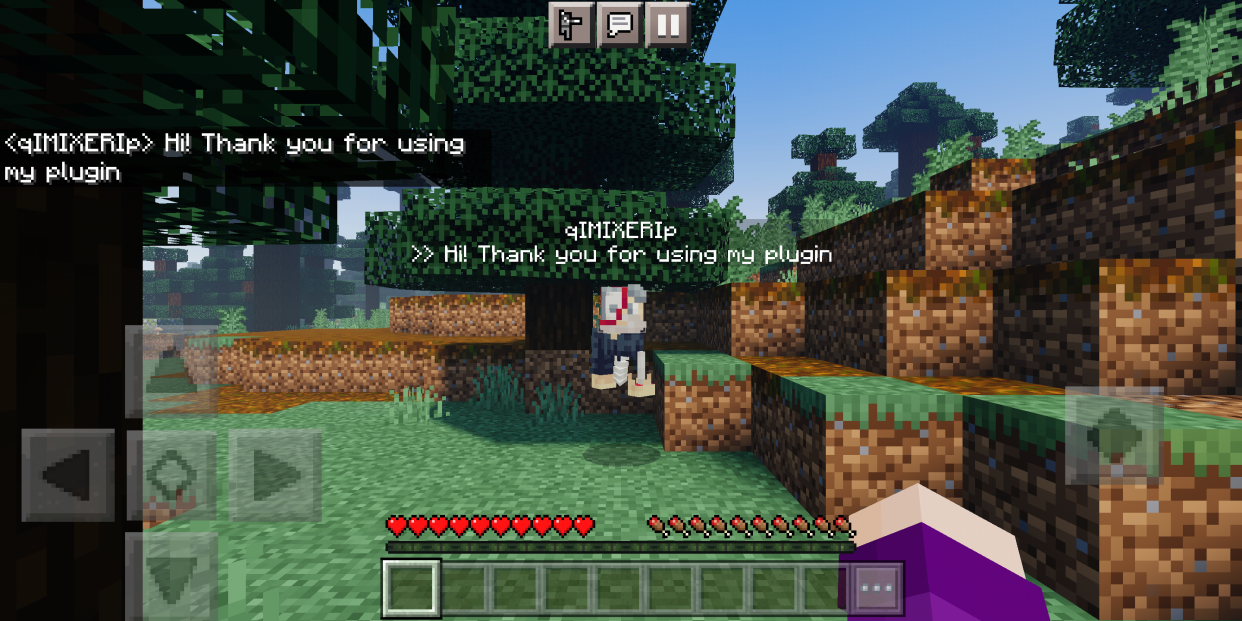 <qIMIXERIp> Hi! Thank you for using
my plugin
qIMIXERIp
>> Hi! Thank you for using my plugin